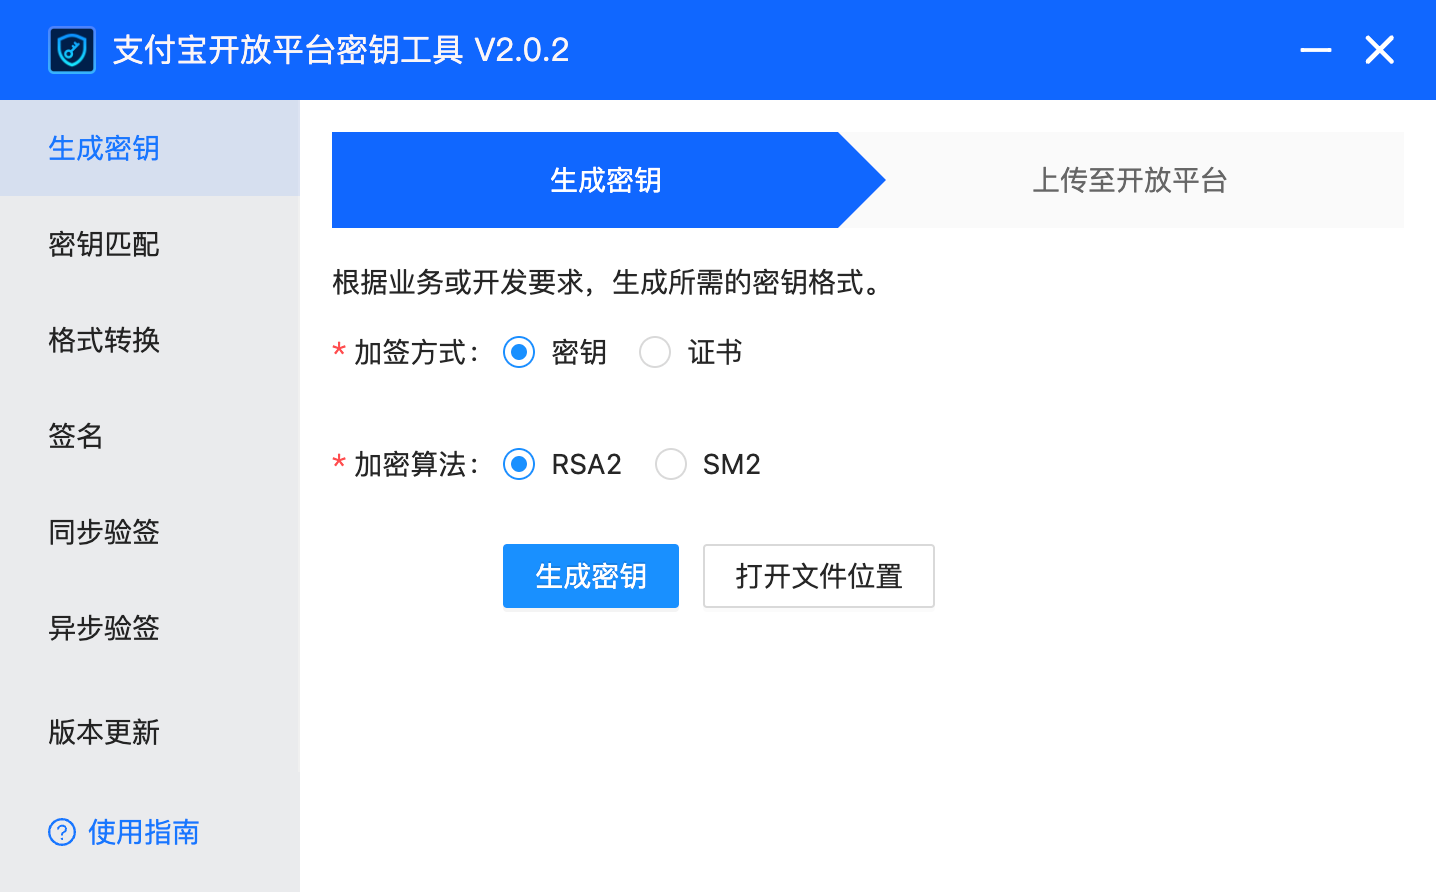 支付宝开放平台密钥工具 V2.0.2
生成密钥
密钥匹配
格式转换
签名
同步验签
异步验签
版本更新
? 使用指南
生成密钥
上传至开放平台
根据业务或开发要求，生成所需的密钥格式。
* 加签方式： 密钥 证书
* 加密算法： RSA2 SM2
生成密钥 打开文件位置